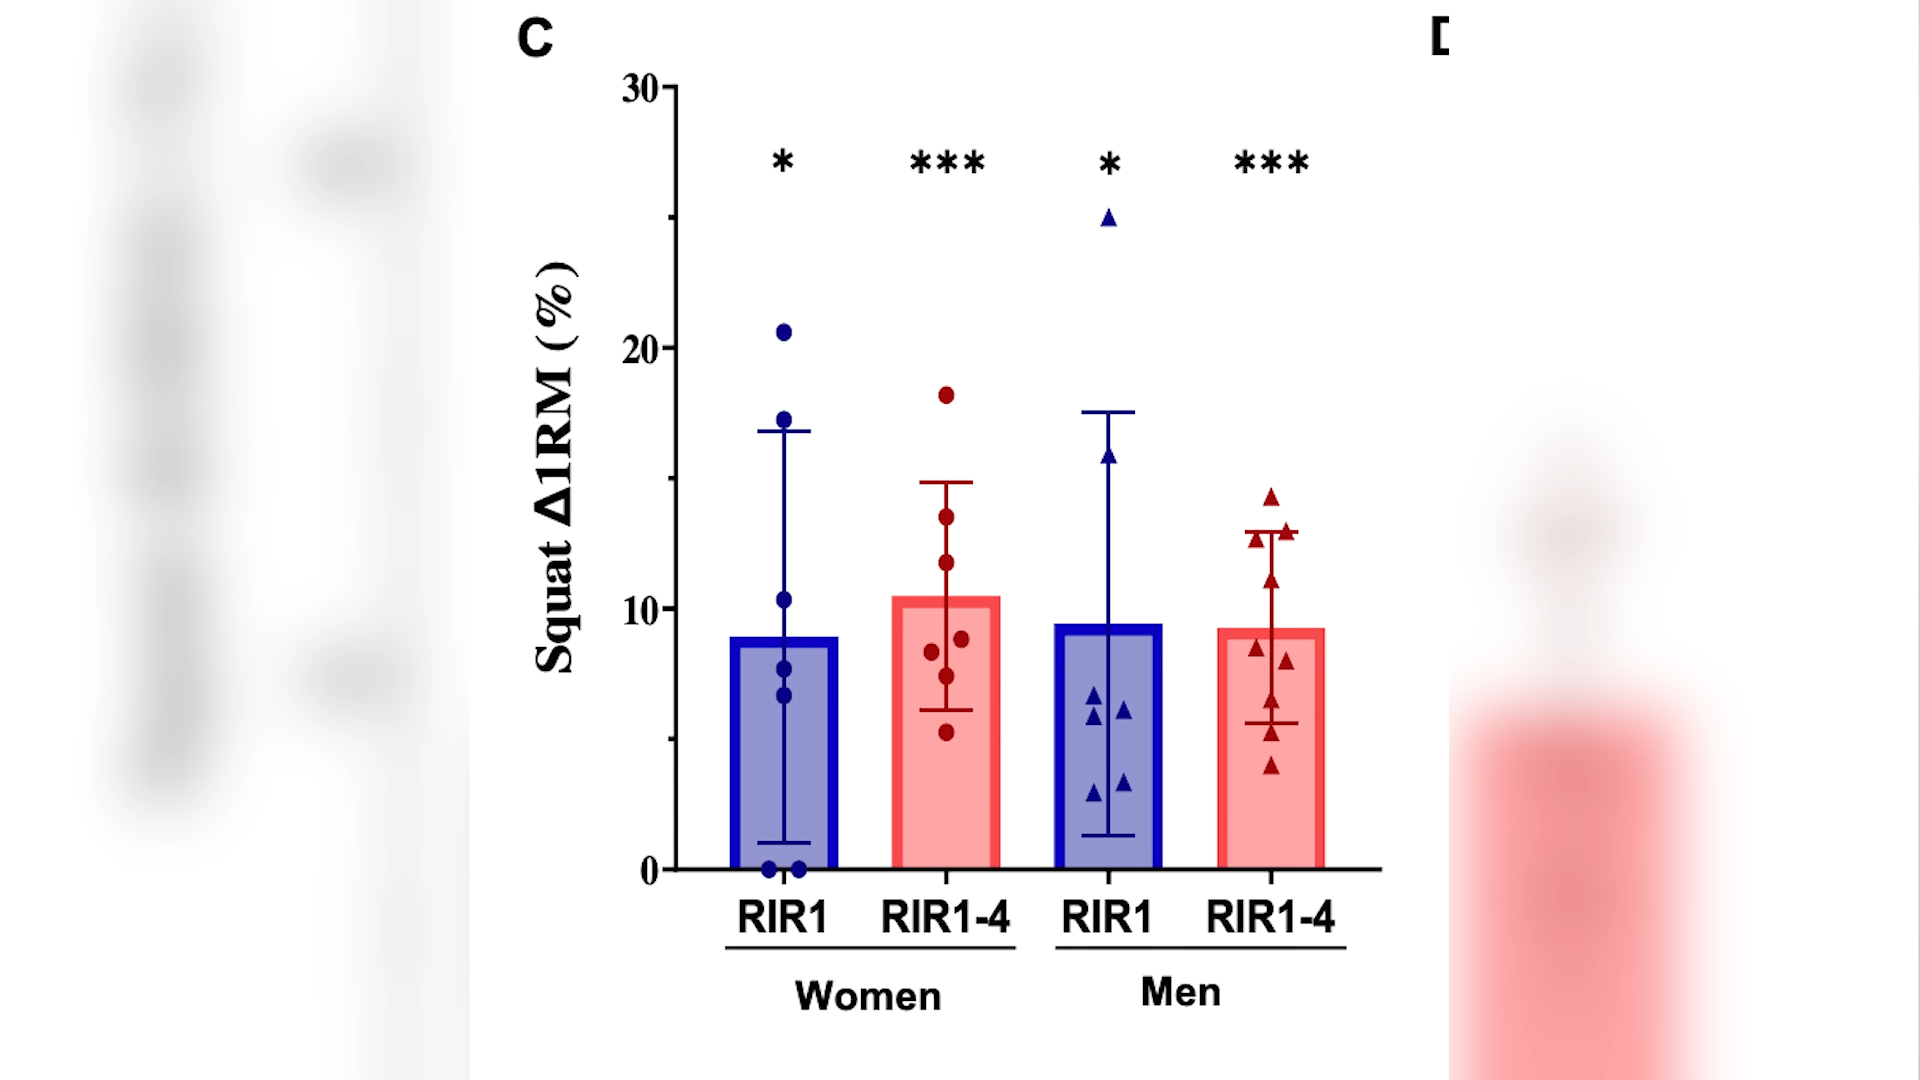 C
30
* *** * ***
20
Squat Δ1RM (%)
10
0
RIR1 RIR1-4 RIR1 RIR1-4
Women Men